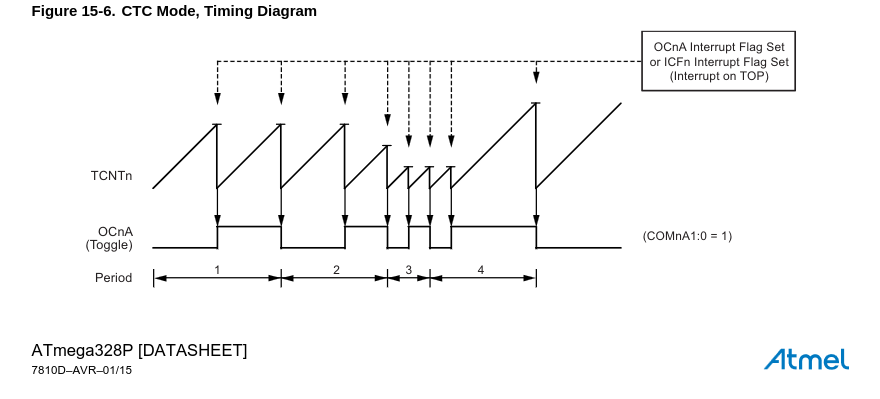 Figure 15-6. CTC Mode, Timing Diagram
OCnA Interrupt Flag Set
or ICFn Interrupt Flag Set
(Interrupt on TOP)
TCNTn
OCnA
(Toggle)
(COMnA1:0 = 1)
Period
1
2
3
4
ATmega328P [DATASHEET]
7810D–AVR–01/15
Atmel